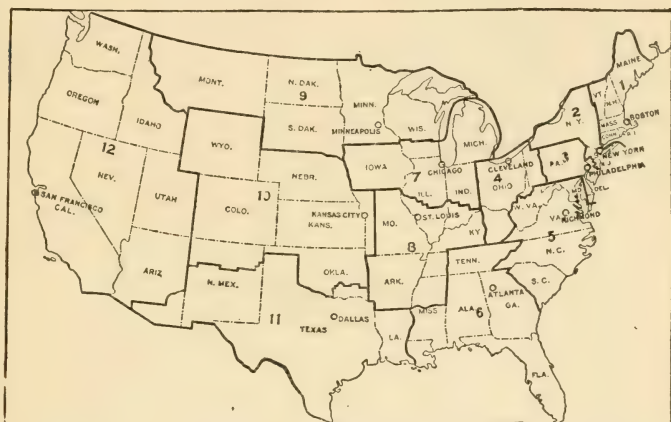 WASH.
MONT.
N. DAK.
9
MINN.
MAINE
VT.
N.H.
1
OREGON
IDAHO
S. DAK.
MINNEAPOLIS
WIS.
MICH.
2
N.Y.
MASS.
BOSTON
CONN.
R.I.
WYO.
NEW YORK
12
NEV.
UTAH
NEBR.
IOWA
7
CHICAGO
ILL.
IND.
4
CLEVELAND
OHIO
PA.
3
N.J.
PHILADELPHIA
MD.
DEL.
SAN FRANCISCO
CAL.
COLO.
10
KANSAS CITY
KANS.
MO.
ST. LOUIS
8
KY
W. VA.
VA.
RICHMOND
5
N.C.
ARIZ.
N. MEX.
OKLA.
ARK.
TENN.
S.C.
ATLANTA
GA.
11
TEXAS
DALLAS
LA.
MISS
ALA.
6
FLA.